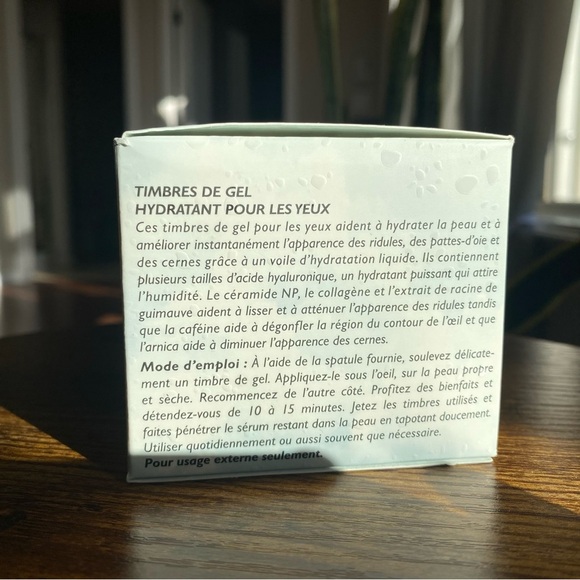 TIMBRES DE GEL
HYDRATANT POUR LES YEUX
Ces timbres de gel pour les yeux aident à hydrater la peau et à
améliorer instantanément l'apparence des ridules, des pattes-d'oie et
des cernes grâce à un voile d'hydratation liquide. Ils contiennent
plusieurs tailles d'acide hyaluronique, un hydratant puissant qui attire
l'humidité. Le céramide NP, le collagène et l'extrait de racine de
guimauve aident à lisser et à atténuer l'apparence des ridules tandis
que la caféine aide à dégonfler la région du contour de l'œil et que
l'arnica aide à diminuer l'apparence des cernes.
Mode d'emploi : À l'aide de la spatule fournie, soulevez délicate-
ment un timbre de gel. Appliquez-le sous l'oeil, sur la peau propre
et sèche. Recommencez de l'autre côté. Profitez des bienfaits et
détendez-vous de 10 à 15 minutes. Jetez les timbres utilisés et
faites pénétrer le sérum restant dans la peau en tapotant doucement.
Utiliser quotidiennement ou aussi souvent que nécessaire.
Pour usage externe seulement.